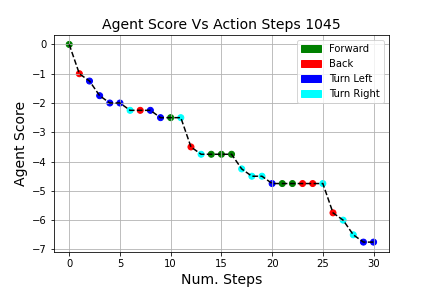 Agent Score Vs Action Steps 1045
Forward
Back
Turn Left
Turn Right
Agent Score
0
−1
−2
−3
−4
−5
−6
−7
0 5 10 15 20 25 30
Num. Steps